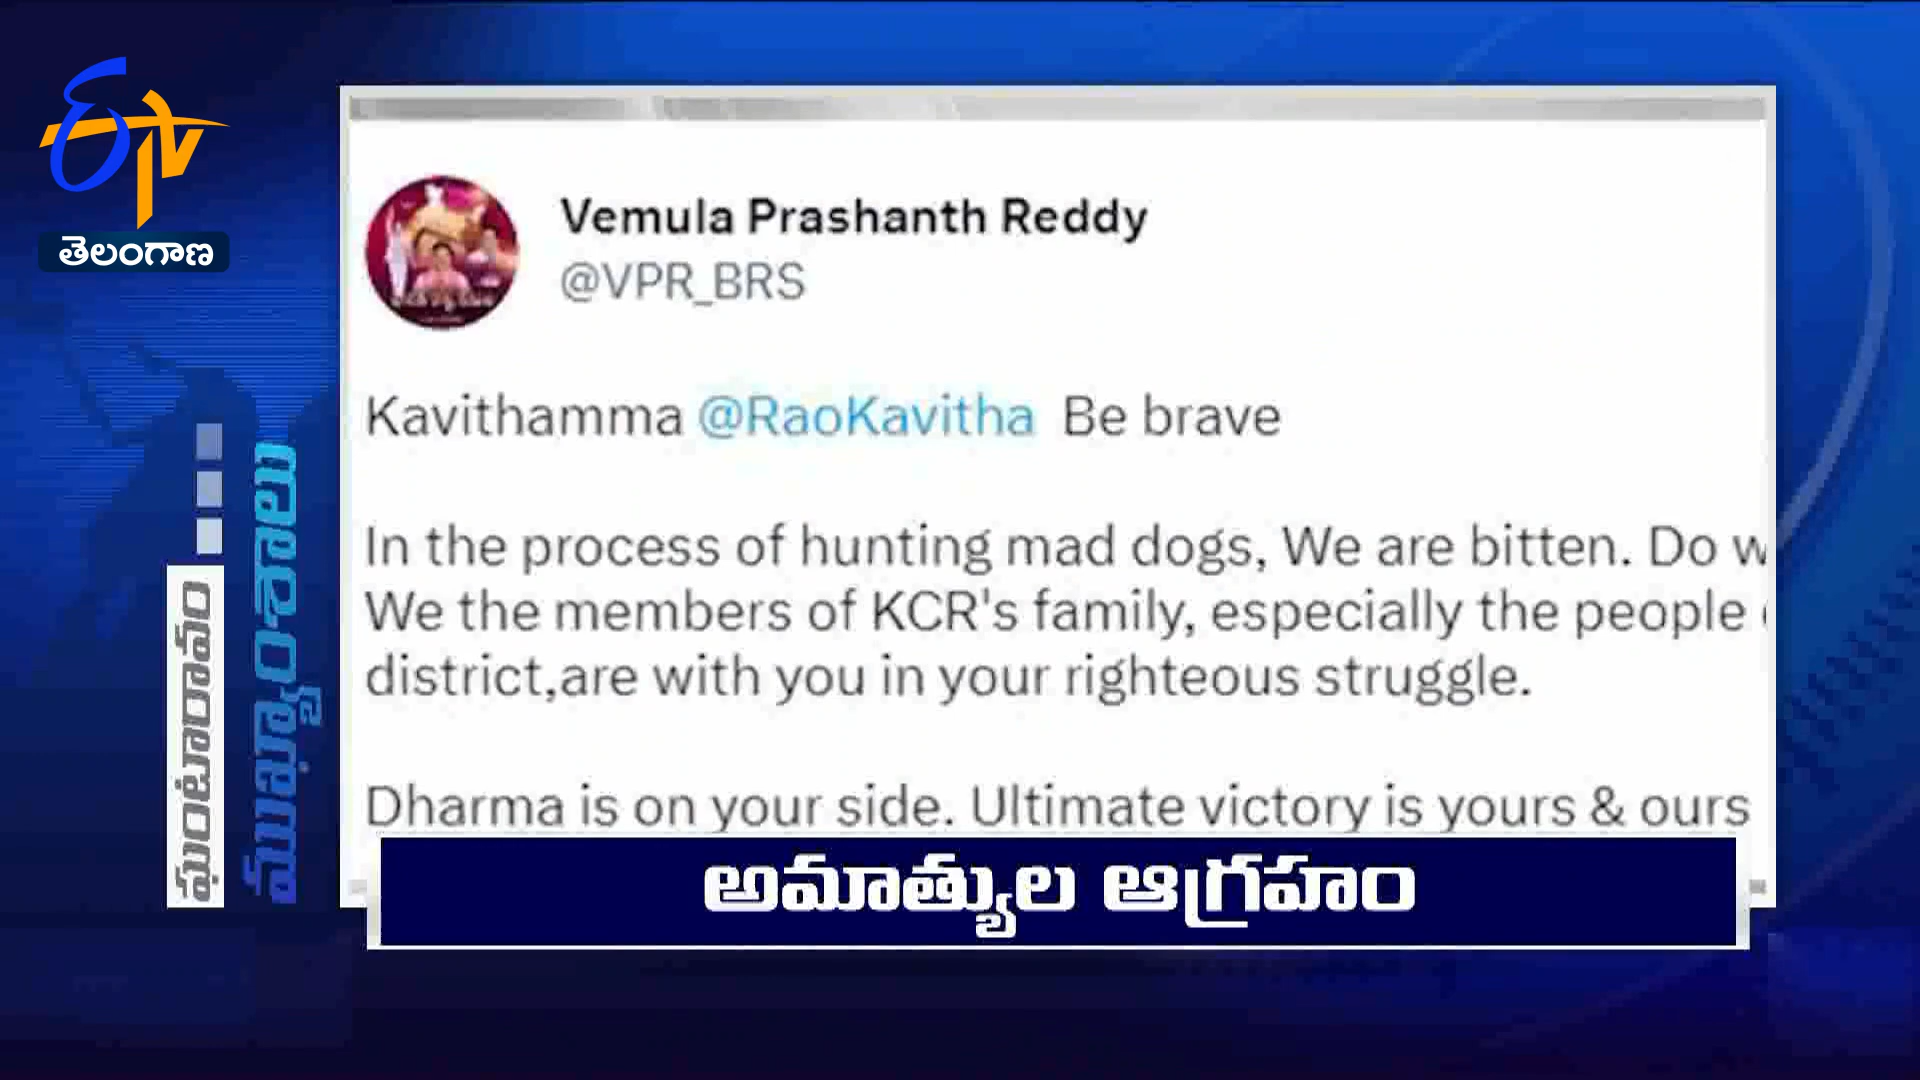 ETV
తెలంగాణ
Vemula Prashanth Reddy
@VPR_BRS
Kavithamma @RaoKavitha Be brave
In the process of hunting mad dogs, We are bitten. Do
We the members of KCR's family, especially the people
district,are with you in your righteous struggle.
Dharma is on your side. Ultimate victory is yours & ours
అమాత్యుల ఆగ్రహం
ఘంటారావం
ముఖ్యాంశాలు